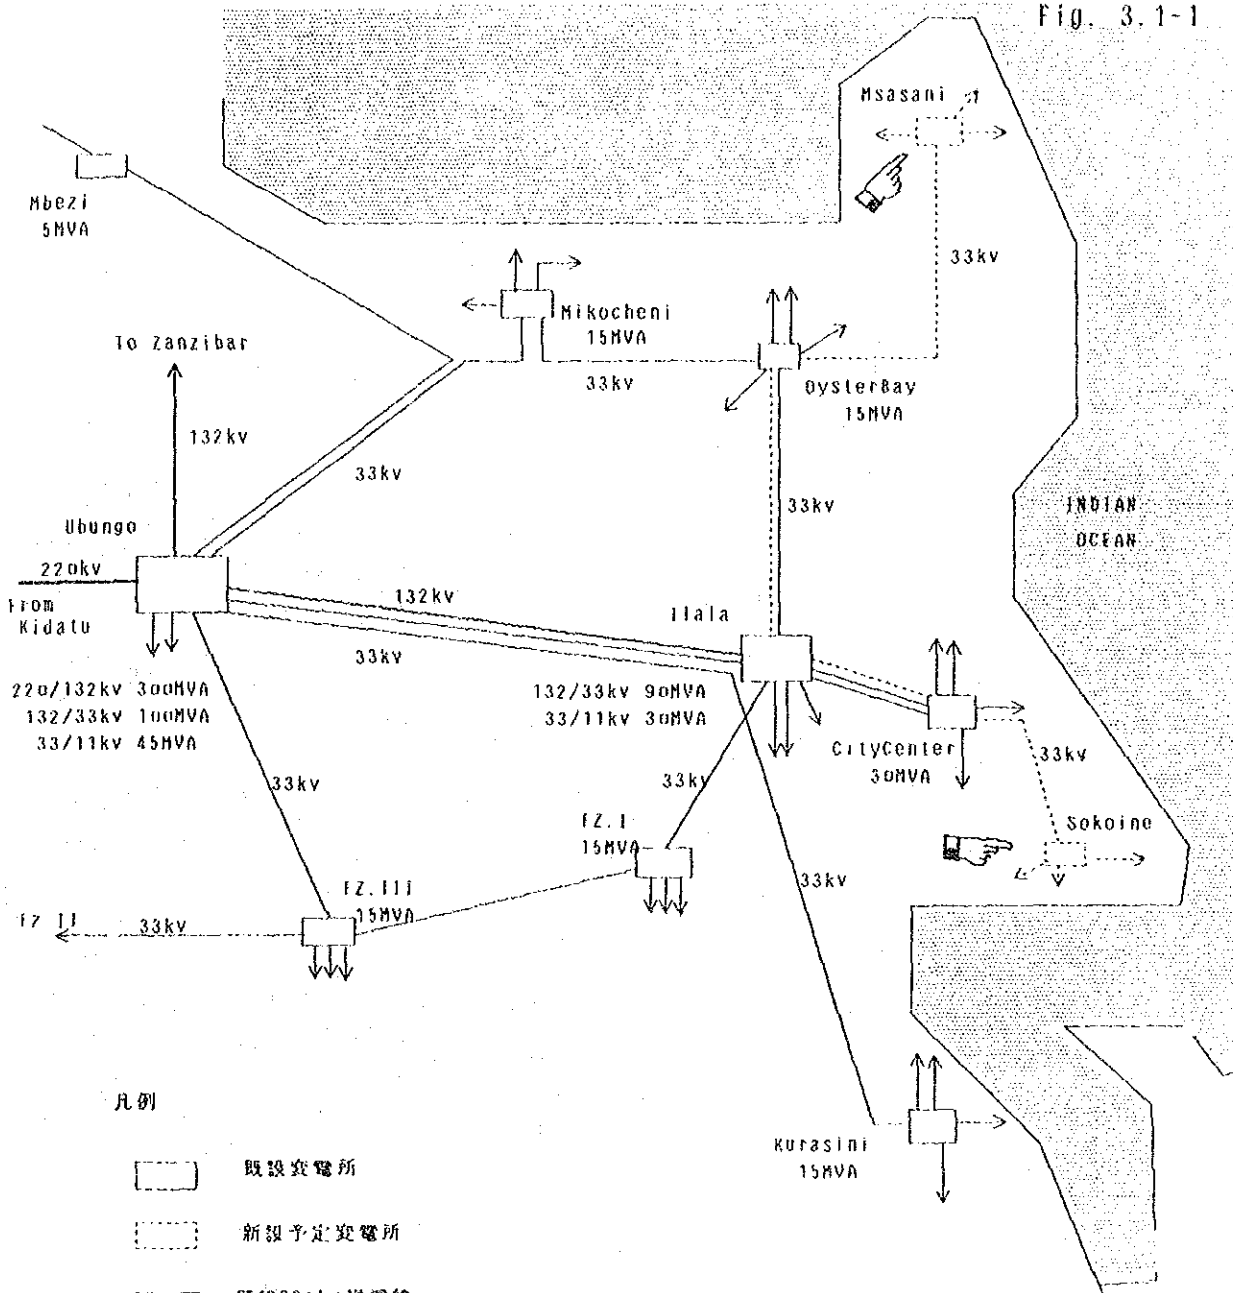 Fig. 3.1-1
Msasani
Mbezi
5MVA
33kv
Mikocheni
15MVA
To Zanzibar
33kv
OysterBay
15MVA
132kv
33kv
33kv
INDIAN
OCEAN
Ubungo
220kv
From
Kidatu
132kv
Ilala
33kv
220/132kv 300MVA
132/33kv 100MVA
33/11kv 45MVA
132/33kv 90MVA
33/11kv 30MVA
CityCenter
30MVA
33kv
33kv
33kv
Sokoine
FZ.I
15MVA
33kv
FZ.III
15MVA
FZ II
33kv
Kurasini
15MVA
凡例
既設変電所
新設予定変電所